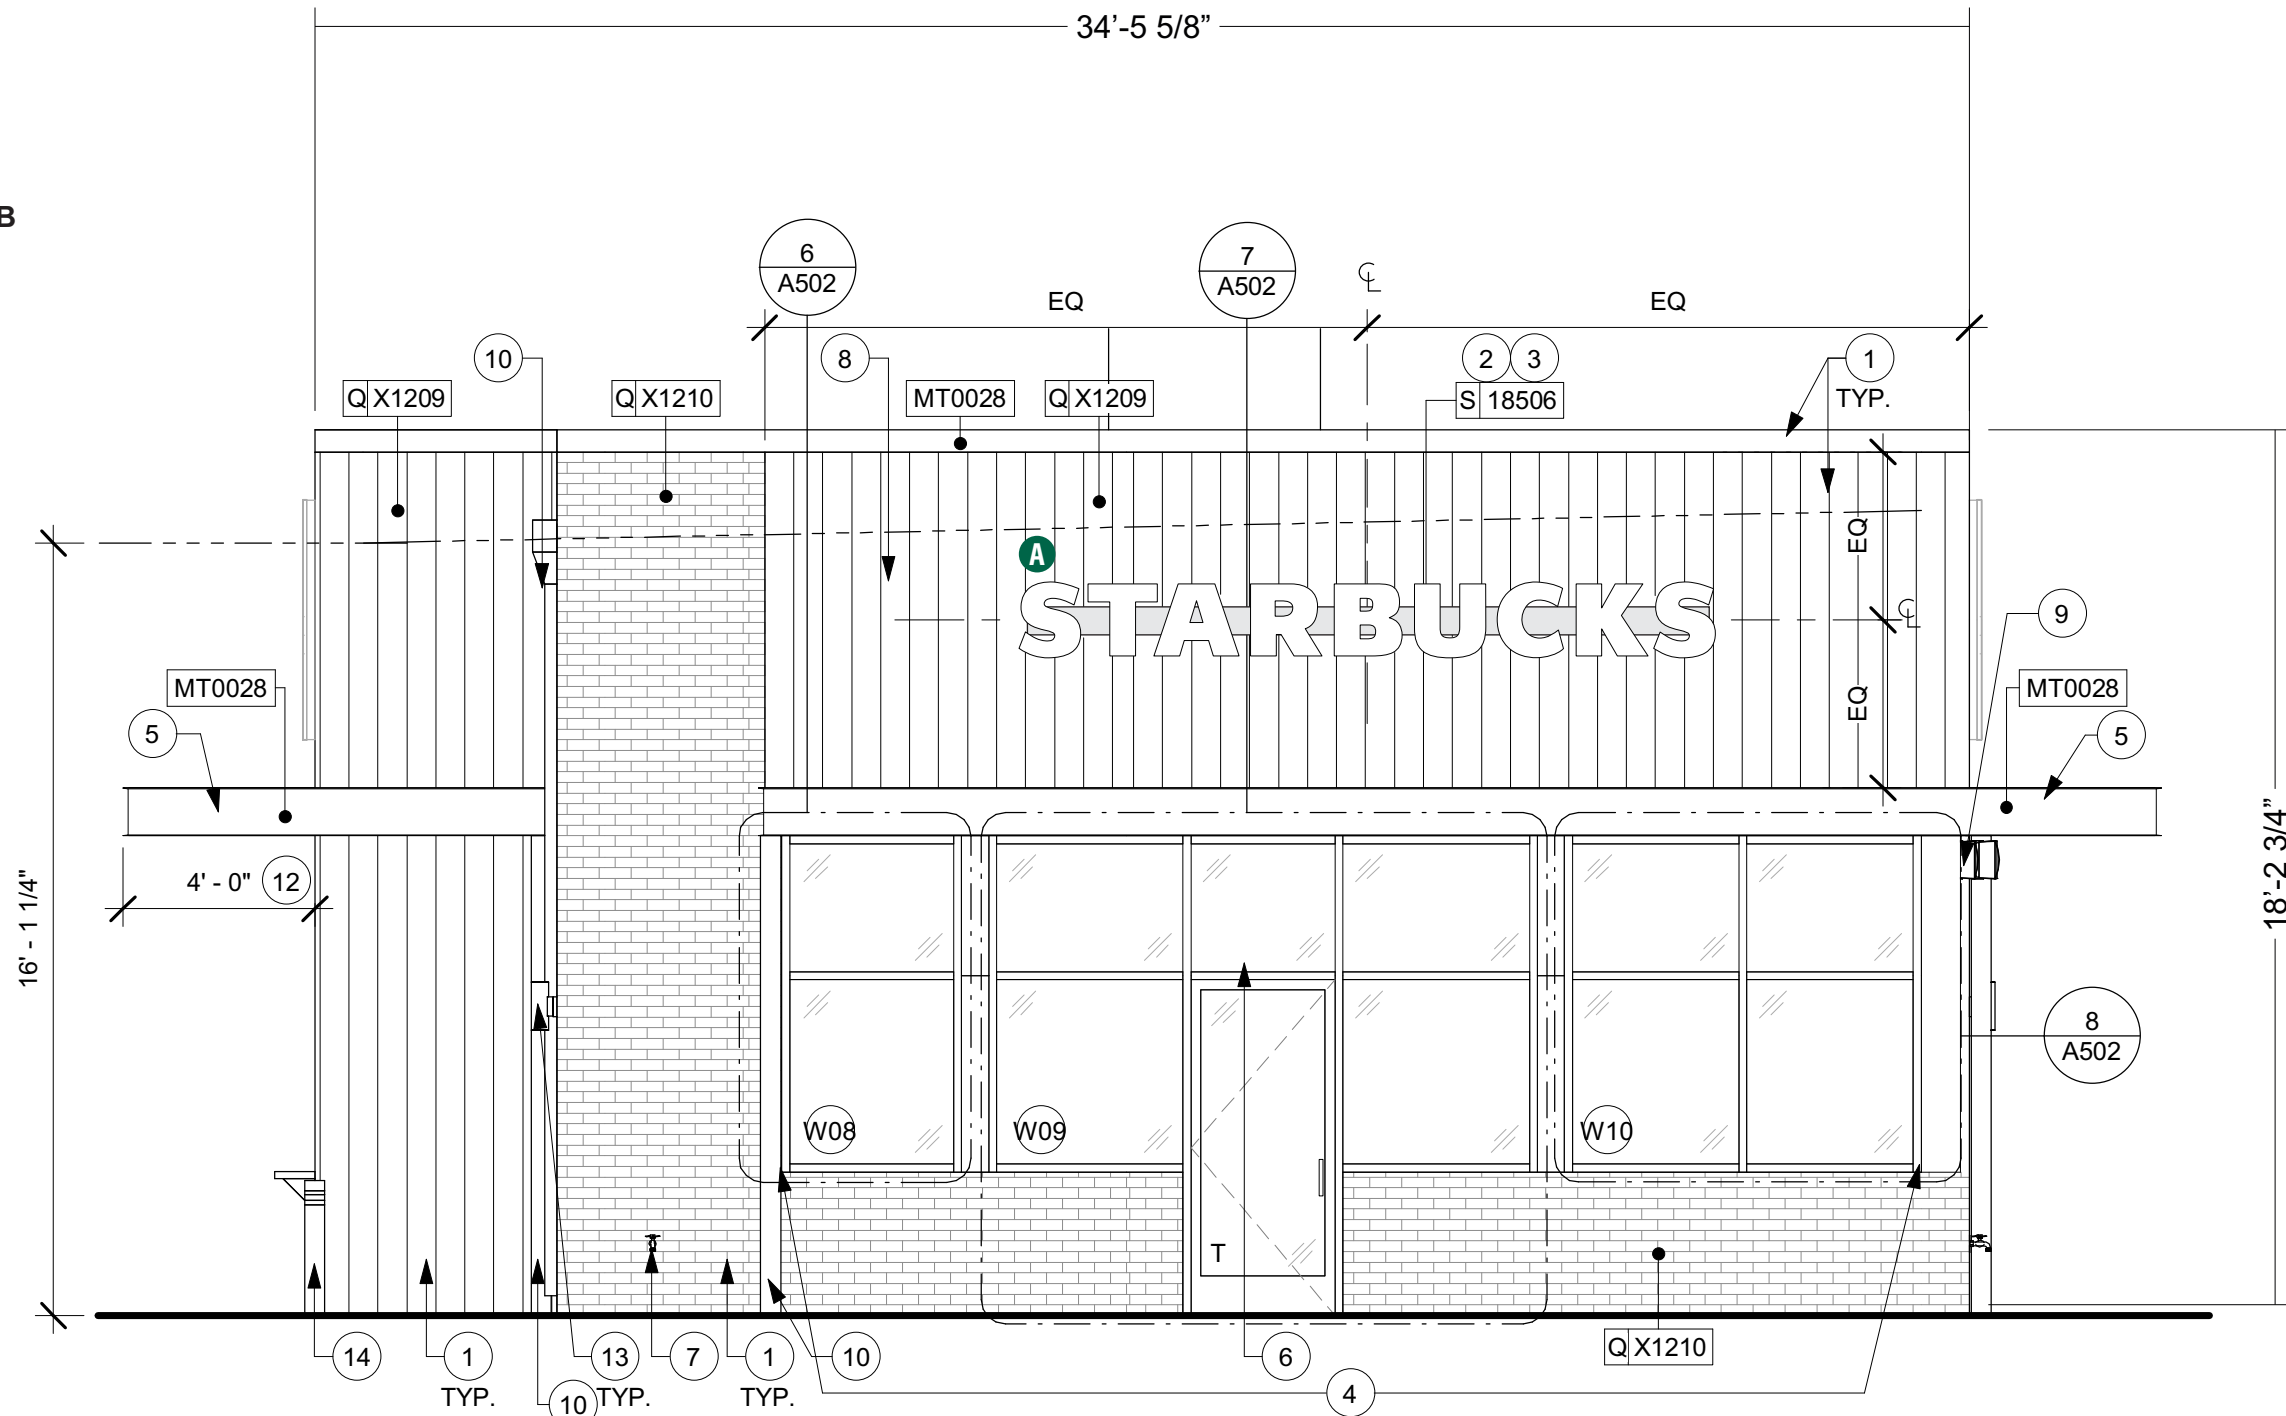 34’-5 5/8”
B
6
A502
7
A502
℄
EQ
EQ
10
8
2
3
1
TYP.
Q X1209
Q X1210
MT0028
Q X1209
S 18506
EQ
A
STARBUCKS
℄
9
MT0028
EQ
MT0028
5
5
18’-2 3/4”
4' - 0"
12
16' - 1 1/4"
8
A502
W08
W09
W10
T
Q X1210
14
1
TYP.
13
TYP.
7
1
TYP.
10
6
10
4